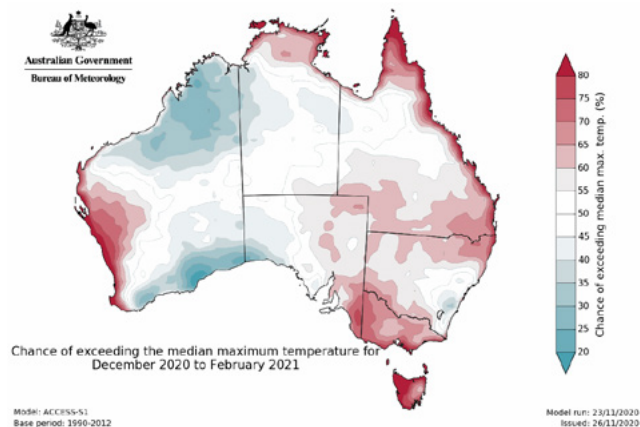 Australian Government
Bureau of Meteorology
80
75
70
65
60
55
50
45
40
35
30
25
20
Chance of exceeding median max. temp. (%)
Chance of exceeding the median maximum temperature for
December 2020 to February 2021
Model: ACCESS-S1
Base period: 1990-2012
Model run: 23/11/2020
Issued: 26/11/2020